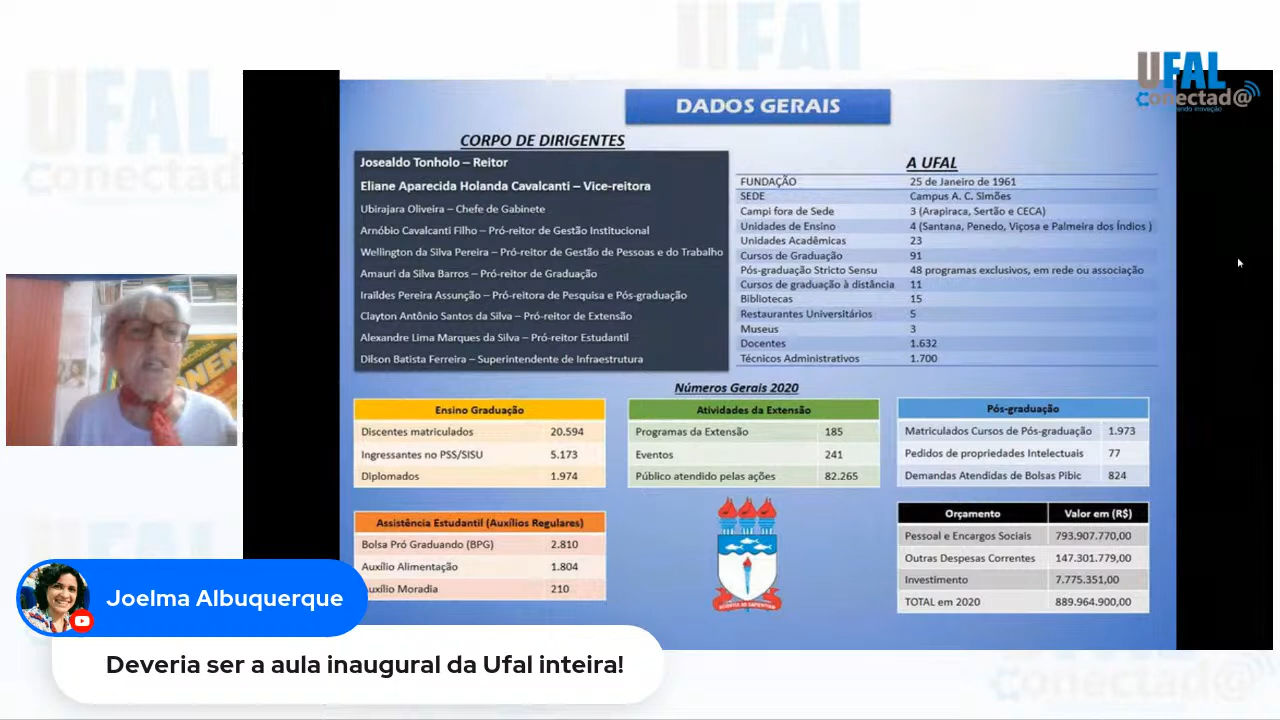 UFAL
conectad@
DADOS GERAIS
CORPO DE DIRIGENTES
Josealdo Tonholo – Reitor
Eliane Aparecida Holanda Cavalcanti – Vice-reitora
Ubirajara Oliveira – Chefe de Gabinete
Arnóbio Cavalcanti Filho – Pró-reitor de Gestão Institucional
Wellington da Silva Pereira – Pró-reitor de Gestão de Pessoas e do Trabalho
Amauri da Silva Barros – Pró-reitor de Graduação
Iraildes Pereira Assunção – Pró-reitora de Pesquisa e Pós-graduação
Clayton Antônio Santos da Silva – Pró-reitor de Extensão
Alexandre Lima Marques da Silva – Pró-reitor Estudantil
Dilson Batista Ferreira – Superintendente de Infraestrutura
A UFAL
FUNDAÇÃO 25 de Janeiro de 1961
SEDE Campus A. C. Simões
Campi fora de Sede 3 (Arapiraca, Sertão e CECA)
Unidades de Ensino 4 (Santana, Penedo, Viçosa e Palmeira dos Índios )
Unidades Acadêmicas 23
Cursos de Graduação 91
Pós-graduação Stricto Sensu 48 programas exclusivos, em rede ou associação
Cursos de graduação à distância 11
Bibliotecas 15
Restaurantes Universitários 5
Museus 3
Docentes 1.632
Técnicos Administrativos 1.700
Números Gerais 2020
Ensino Graduação
Discentes matriculados 20.594
Ingressantes no PSS/SISU 5.173
Diplomados 1.974
Atividades da Extensão
Programas da Extensão 185
Eventos 241
Público atendido pelas ações 82.265
Pós-graduação
Matriculados Cursos de Pós-graduação 1.973
Pedidos de propriedades Intelectuais 77
Demandas Atendidas de Bolsas Pibic 824
Assistência Estudantil (Auxílios Regulares)
Bolsa Pró Graduando (BPG) 2.810
Auxílio Alimentação 1.804
uxílio Moradia 210
Orçamento Valor em (R$)
Pessoal e Encargos Sociais 793.907.770,00
Outras Despesas Correntes 147.301.779,00
Investimento 7.775.351,00
TOTAL em 2020 889.964.900,00
Joelma Albuquerque
Deveria ser a aula inaugural da Ufal inteira!